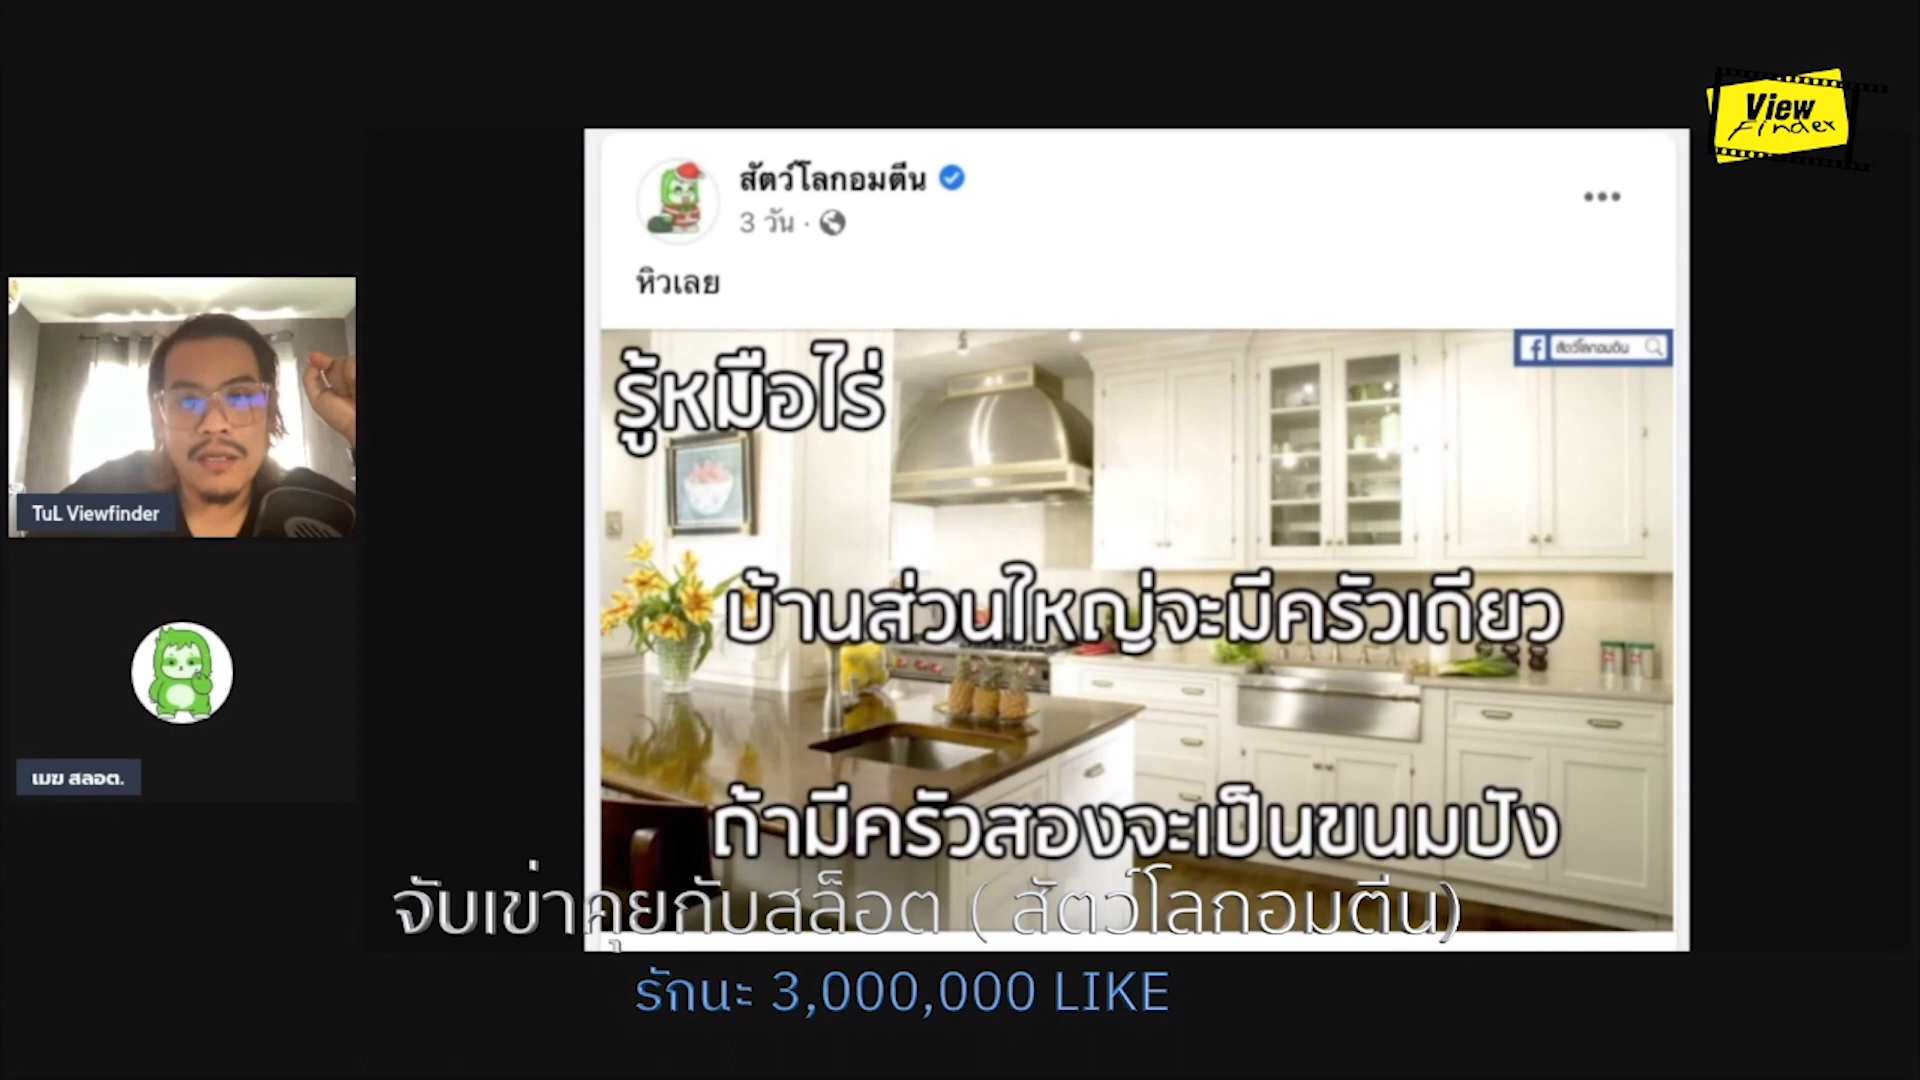 View
Finder
สัตว์โลกอมตีน
3 วัน ·
หิวเลย
สัตว์โลกอมตีน
รู้หมือไร่
บ้านส่วนใหญ่จะมีครัวเดียว
ถ้ามีครัวสองจะเป็นขนมปัง
TuL Viewfinder
เมฆ สลอต.
จับเข่าคุยกับสล็อต ( สัตว์โลกอมตีน)
รักนะ 3,000,000 LIKE